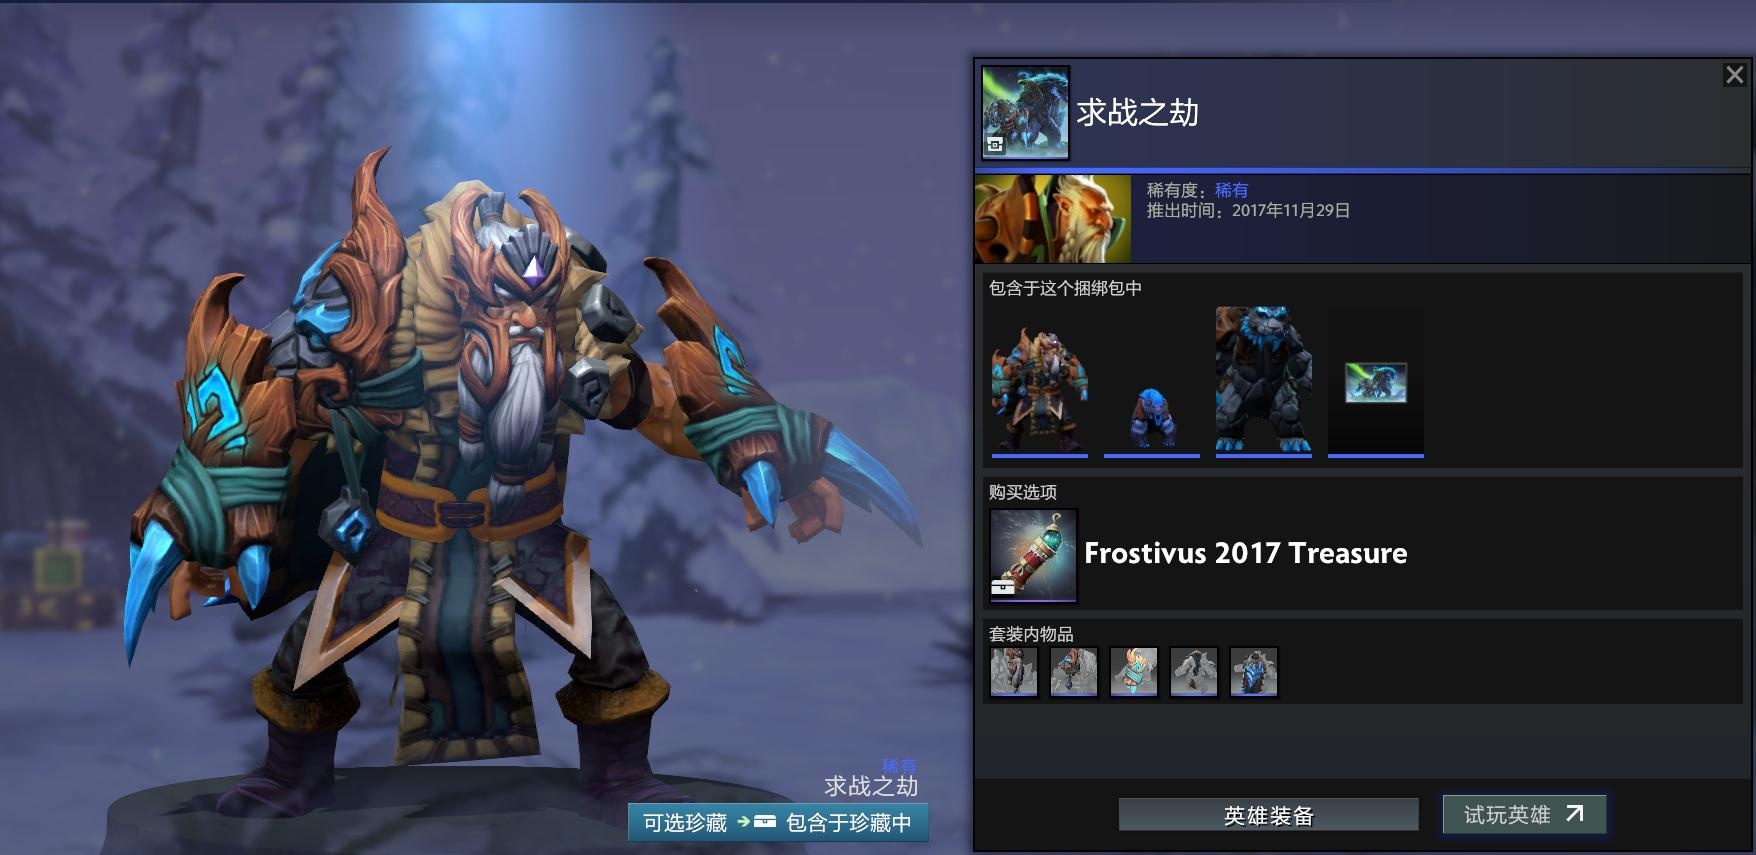 求战之劫
稀有度：稀有
推出时间：2017年11月29日
包含于这个捆绑包中
购买选项
Frostivus 2017 Treasure
套装内物品
稀有
求战之劫
可选珍藏 包含于珍藏中
英雄装备
试玩英雄